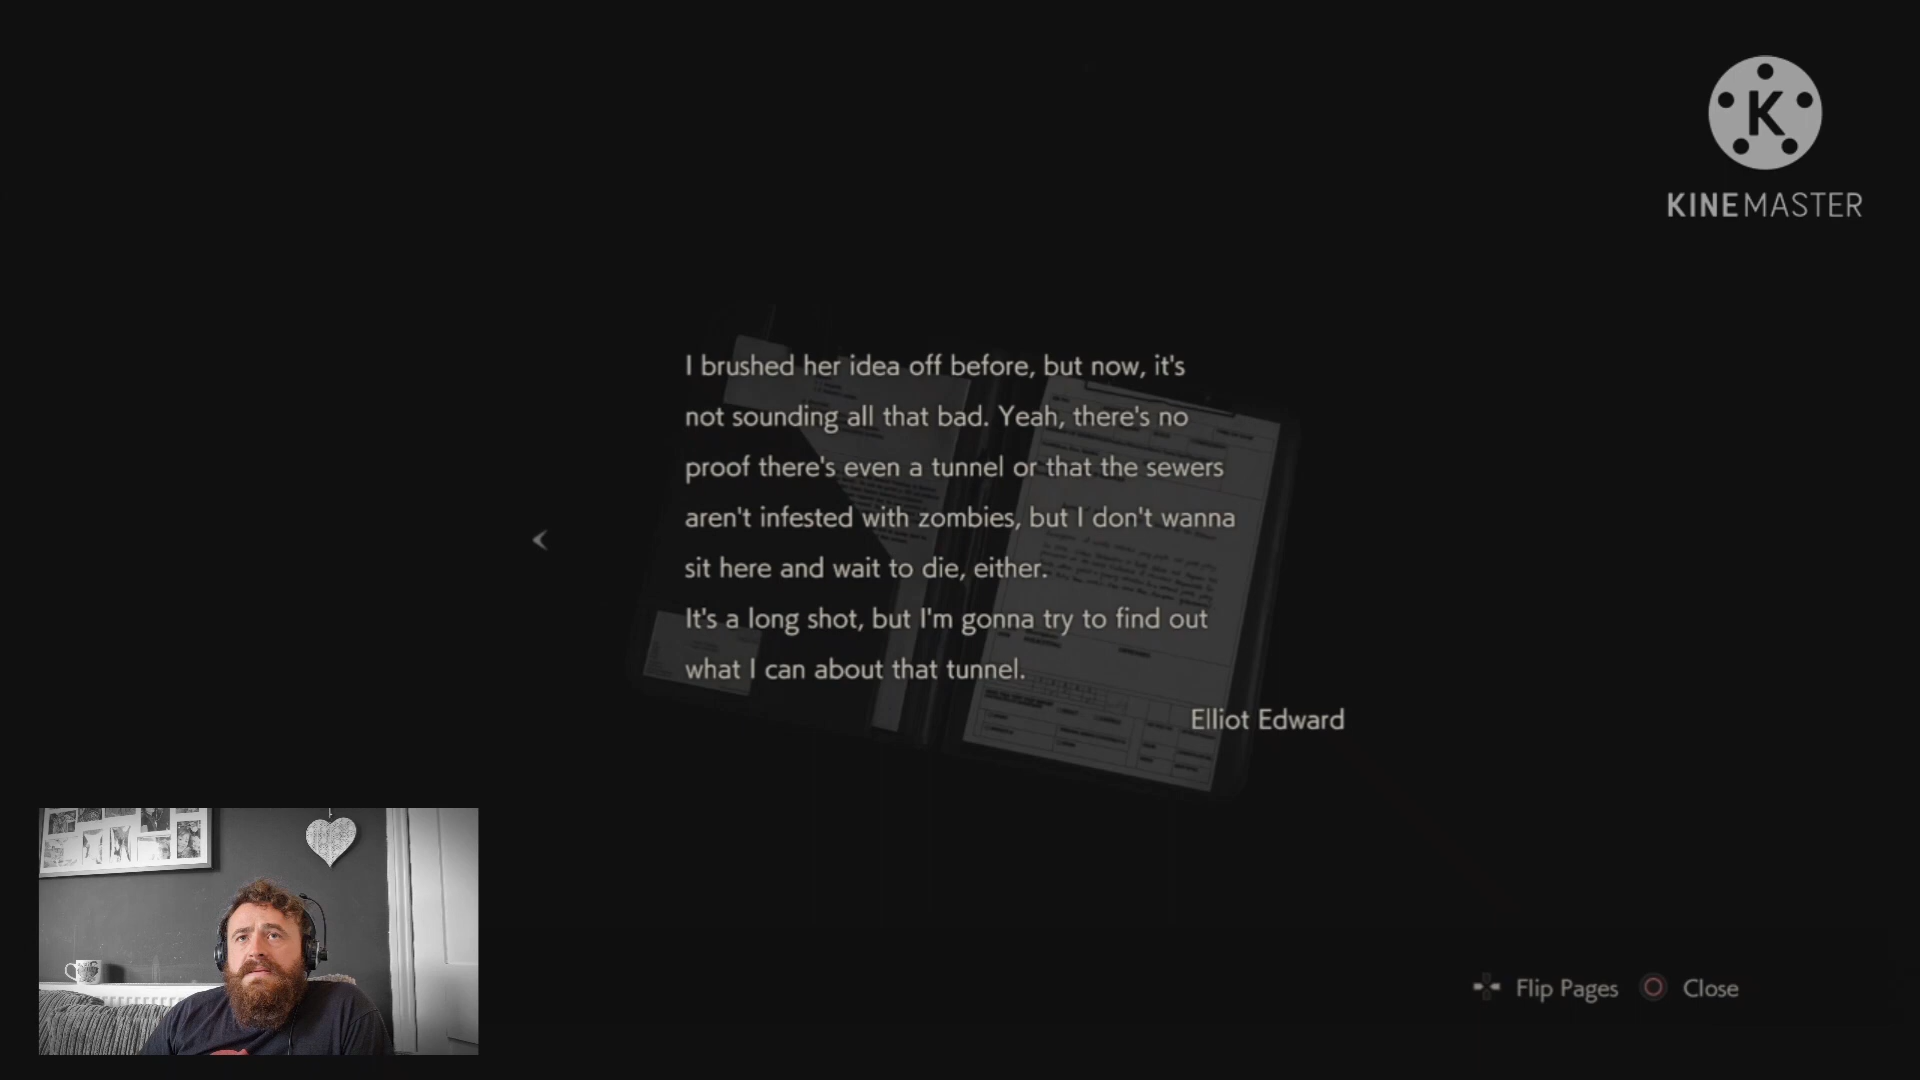 K
KINEMASTER
I brushed her idea off before, but now, it's
not sounding all that bad. Yeah, there's no
proof there's even a tunnel or that the sewers
aren't infested with zombies, but I don't wanna
sit here and wait to die, either.
It's a long shot, but I'm gonna try to find out
what I can about that tunnel.
Elliot Edward
Flip Pages
Close